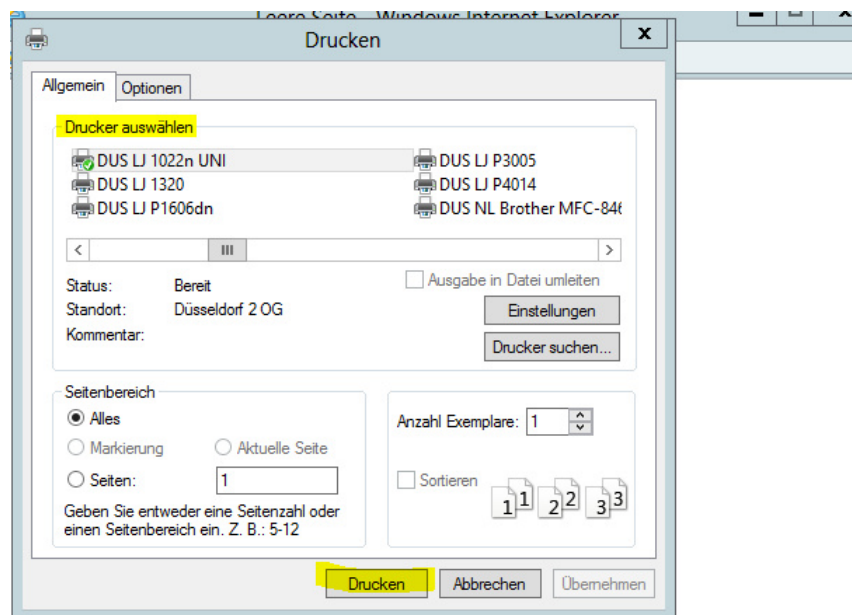 Leere Seite - Windows Internet Explorer
Drucken
Allgemein
Optionen
Drucker auswählen
DUS LJ 1022n UNI
DUS LJ P3005
DUS LJ 1320
DUS LJ P4014
DUS LJ P1606dn
DUS NL Brother MFC-846
Status: Bereit
Ausgabe in Datei umleiten
Standort: Düsseldorf 2 OG
Einstellungen
Kommentar:
Drucker suchen...
Seitenbereich
Alles
Anzahl Exemplare: 1
Markierung
Aktuelle Seite
Seiten: 1
Sortieren
1 1 2 2 3 3
Geben Sie entweder eine Seitenzahl oder
einen Seitenbereich ein. Z. B.: 5-12
Drucken
Abbrechen
Übernehmen